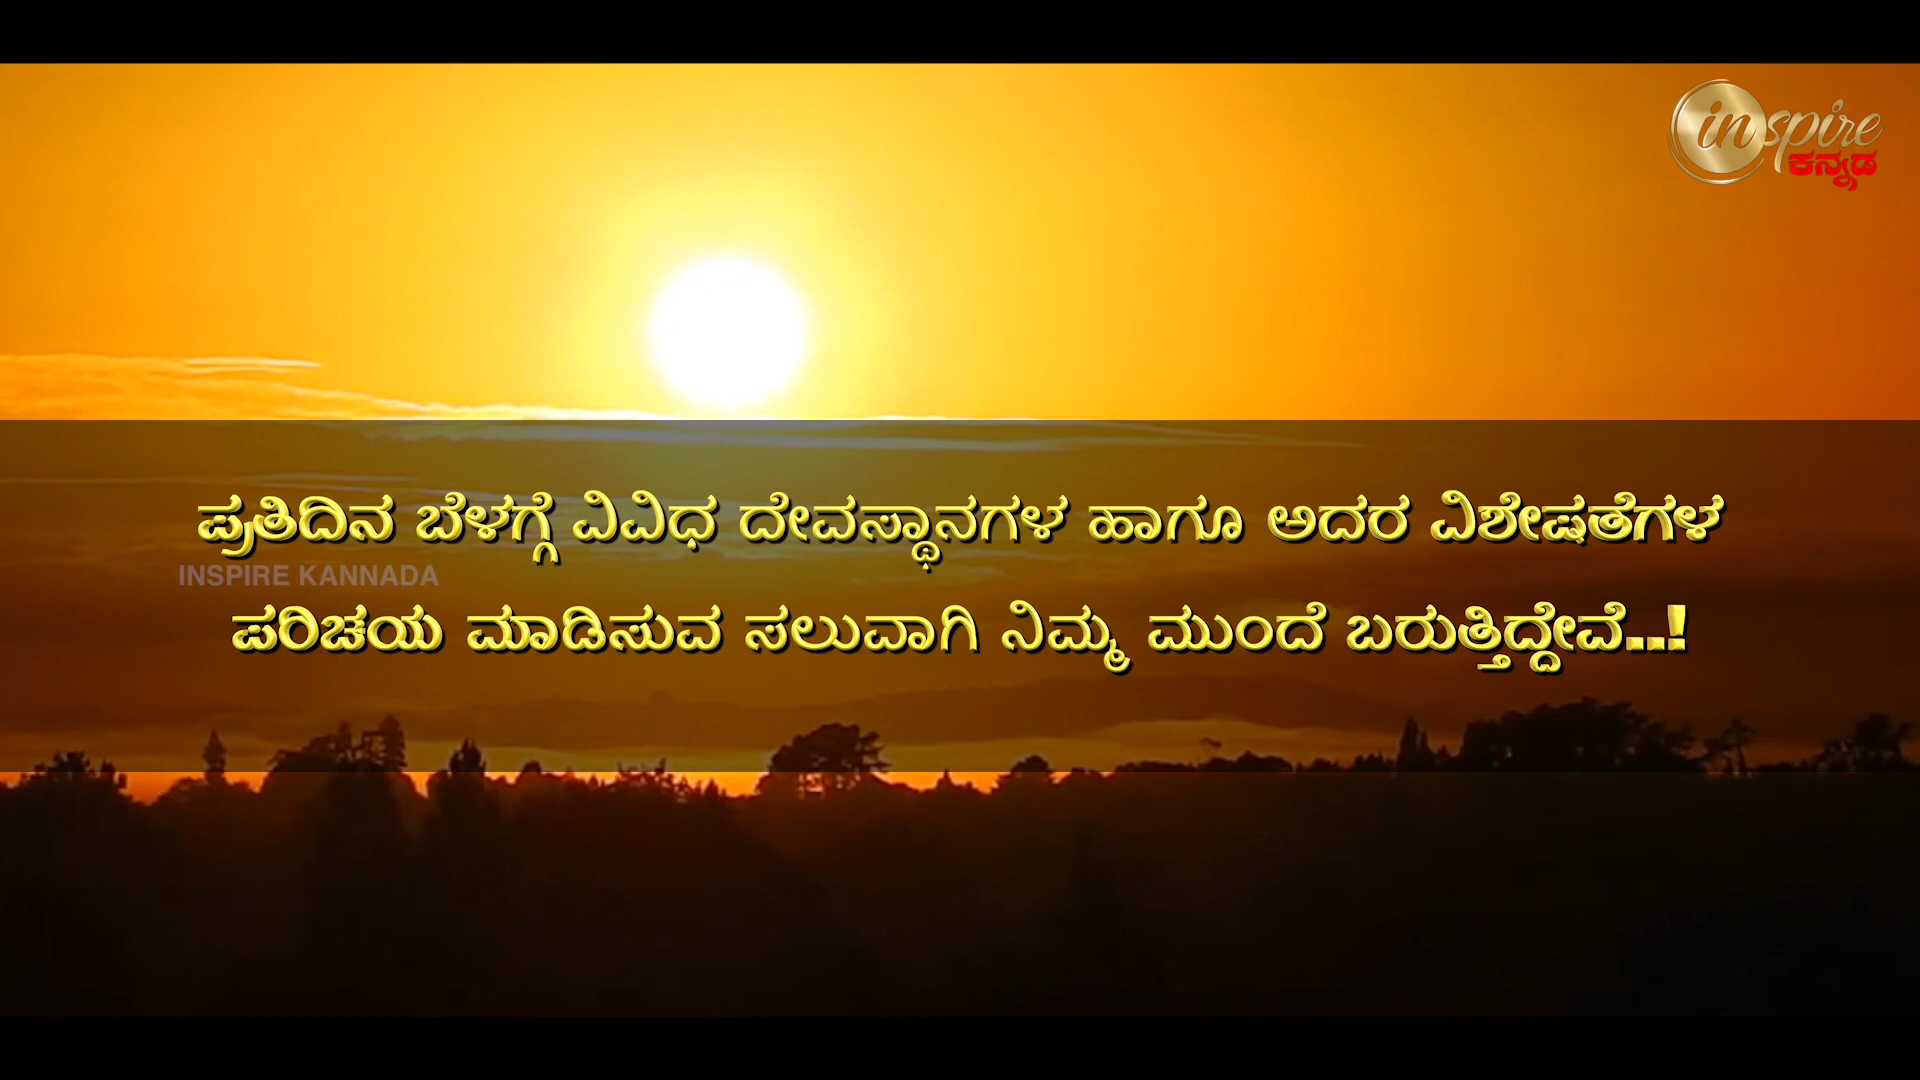 inspire
ಕನ್ನಡ
ಪ್ರತಿದಿನ ಬೆಳಗ್ಗೆ ವಿವಿಧ ದೇವಸ್ಥಾನಗಳ ಹಾಗೂ ಅದರ ವಿಶೇಷತೆಗಳ
INSPIRE KANNADA
ಪರಿಚಯ ಮಾಡಿಸುವ ಸಲುವಾಗಿ ನಿಮ್ಮ ಮುಂದೆ ಬರುತ್ತಿದ್ದೇವೆ..!